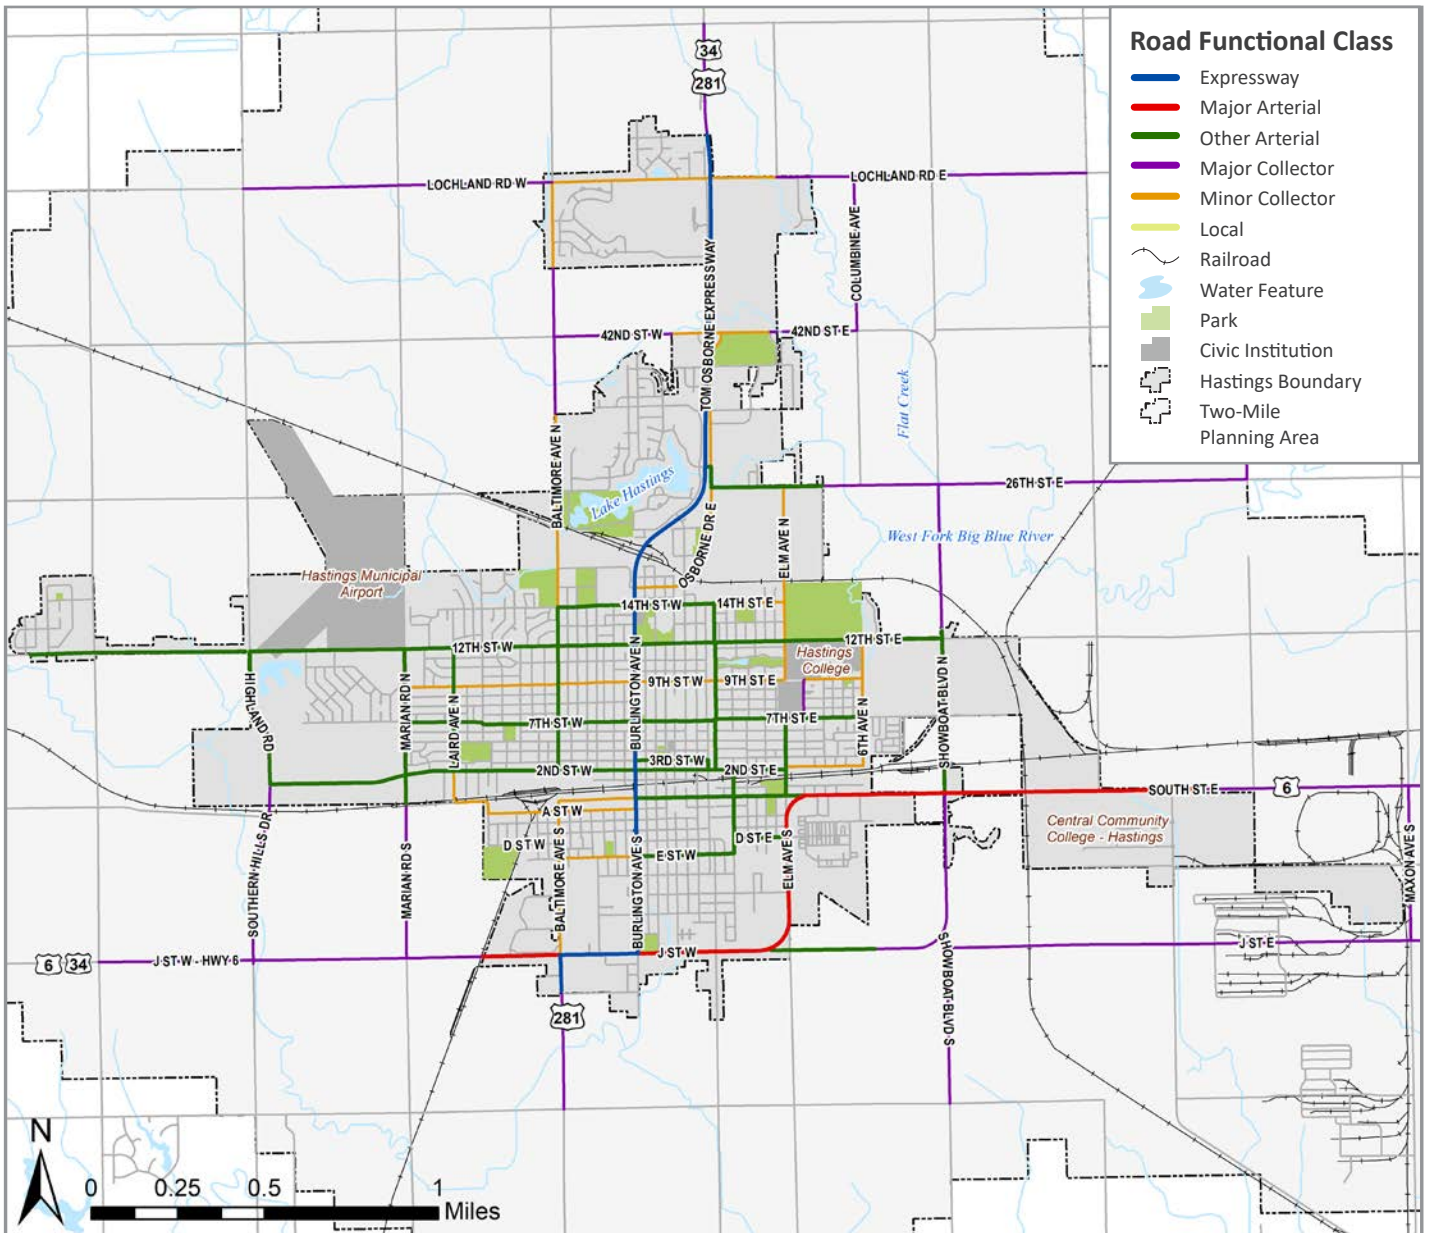 Road Functional Class
Expressway
Major Arterial
Other Arterial
Major Collector
Minor Collector
Local
Railroad
Water Feature
Park
Civic Institution
Hastings Boundary
Two-Mile
Planning Area
34
281
LOCHLAND RD W
LOCHLAND RD E
COLUMBINE AVE
TOM OSBORNE EXPRESSWAY
42ND ST W
42ND ST E
Flat Creek
BALTIMORE AVE N
Lake Hastings
26TH ST E
OSBORNE DR E
ELM AVE N
West Fork Big Blue River
Hastings Municipal
Airport
14TH ST W
14TH ST E
12TH ST W
12TH ST E
Hastings
College
HIGHLAND RD
MARIAN RD N
LAIRD AVE N
BURLINGTON AVE N
9TH ST W
9TH ST E
7TH ST W
7TH ST E
6TH AVE N
SHOWBOAT BLVD N
3RD ST W
2ND ST W
2ND ST E
SOUTH ST E
6
A ST W
D ST W
D ST E
E ST W
Central Community
College - Hastings
SOUTHERN HILLS DR
MARIAN RD S
BALTIMORE AVE S
BURLINGTON AVE S
ELM AVE S
MAXON AVE S
6
34
J ST W - HWY 6
J ST W
J ST E
SHOWBOAT BLVD S
281
N
0
0.25
0.5
1
Miles